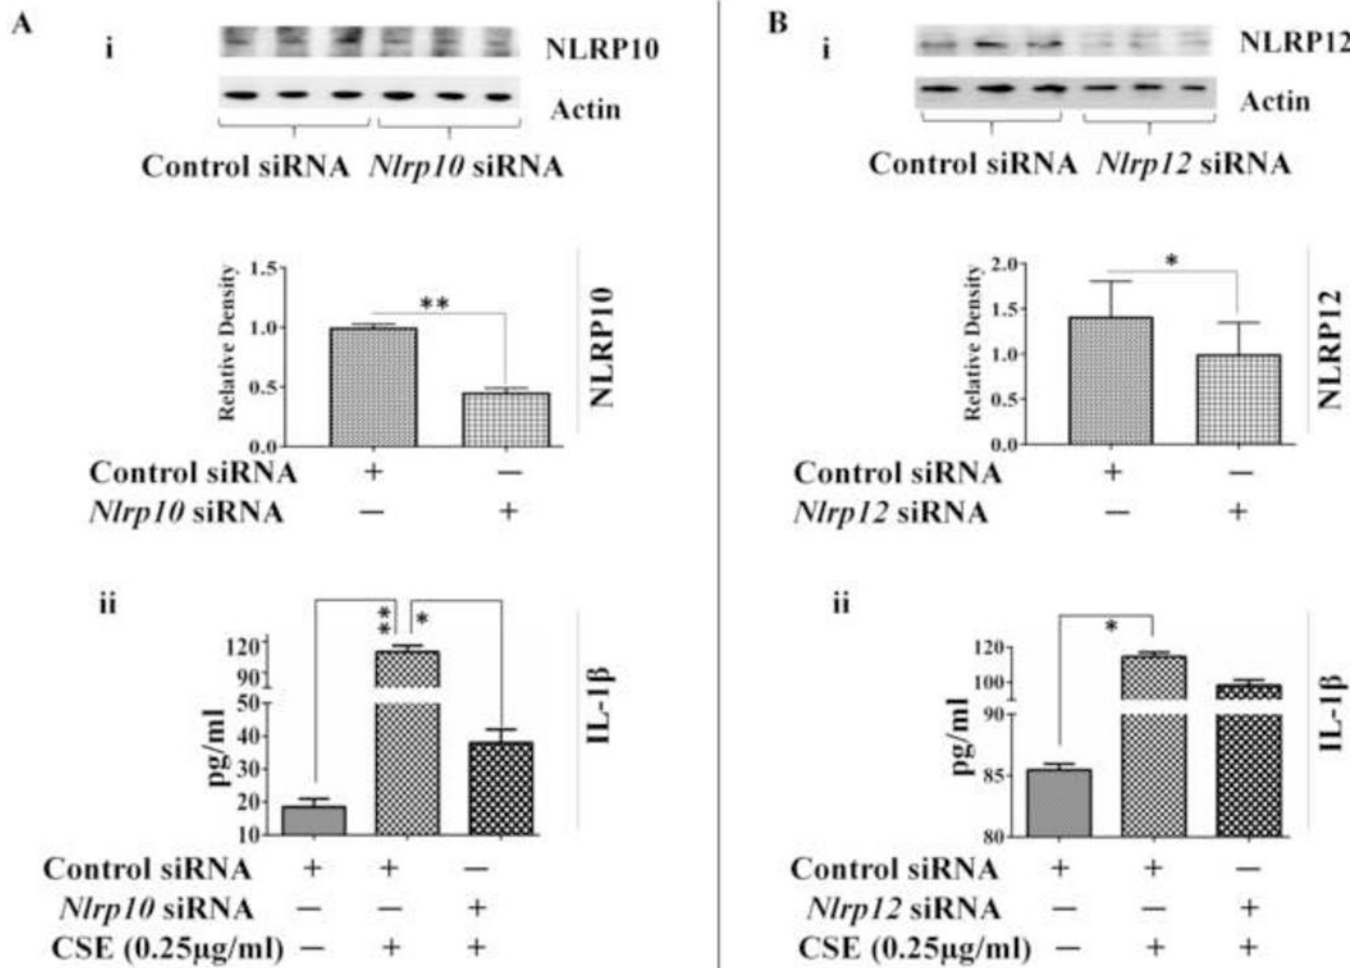 A
i
NLRP10
Actin
Control siRNA Nlrp10 siRNA
Relative Density
1.5
1.0
0.5
0.0
**
NLRP10
Control siRNA + —
Nlrp10 siRNA — +
ii
pg/ml
120
90
50
40
30
20
10
**
*
IL-1β
Control siRNA + + —
Nlrp10 siRNA — — +
CSE (0.25μg/ml) — + +
B
i
NLRP12
Actin
Control siRNA Nlrp12 siRNA
Relative Density
2.0
1.5
1.0
0.5
0.0
*
NLRP12
Control siRNA + —
Nlrp12 siRNA — +
ii
pg/ml
120
100
90
85
80
*
IL-1β
Control siRNA + + —
Nlrp12 siRNA — — +
CSE (0.25μg/ml) — + +